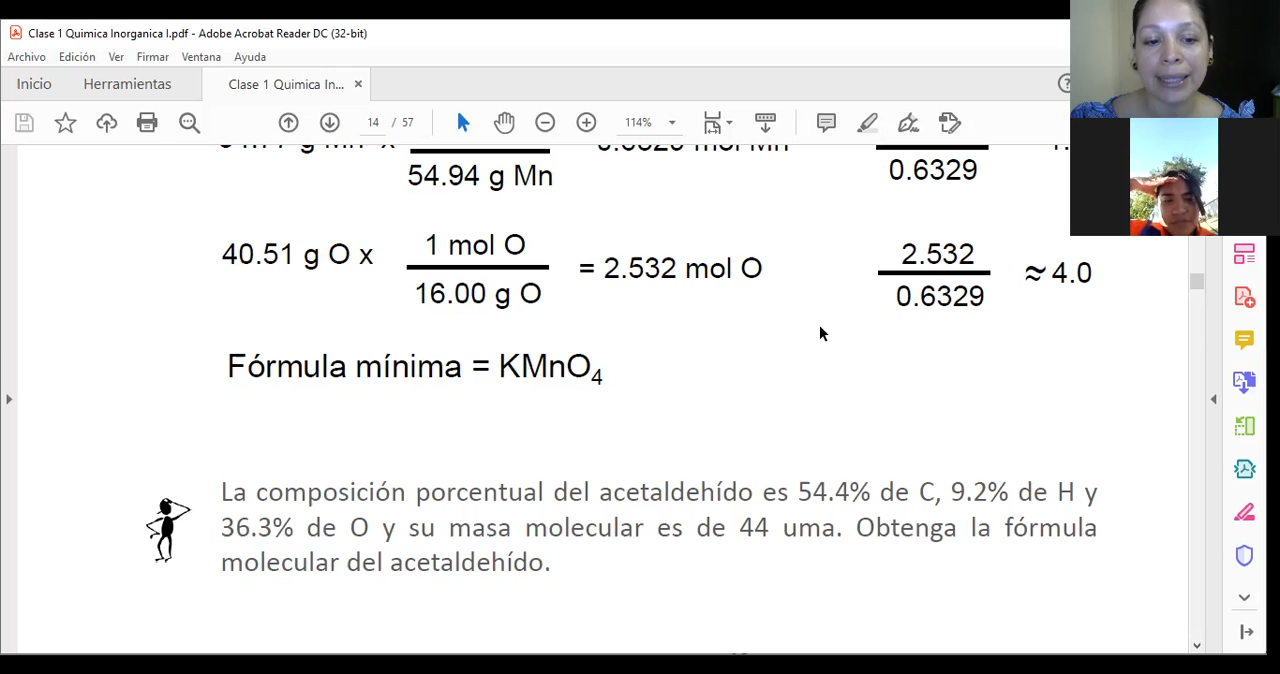 Clase 1 Quimica Inorganica I.pdf - Adobe Acrobat Reader DC (32-bit)
Archivo Edición Ver Firmar Ventana Ayuda
Inicio Herramientas Clase 1 Quimica In... ×
14 / 57 114%
54.94 g Mn
0.6329
40.51 g O x 1 mol O = 2.532 mol O 2.532 ≈ 4.0
16.00 g O 0.6329
Fórmula mínima = KMnO₄
La composición porcentual del acetaldehído es 54.4% de C, 9.2% de H y
36.3% de O y su masa molecular es de 44 uma. Obtenga la fórmula
molecular del acetaldehído.